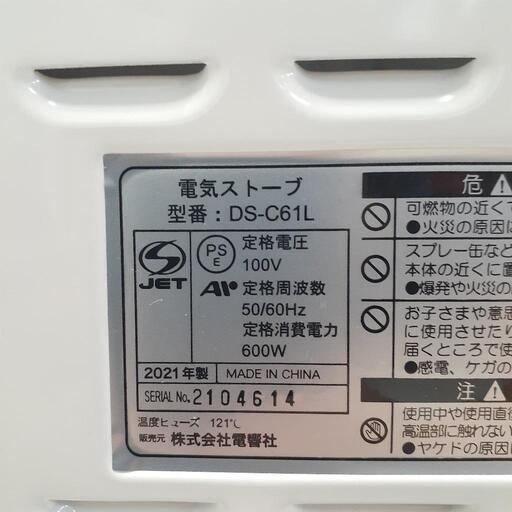 電気ストーブ
型番：DS-C61L
JET
PS
E
定格電圧
100V
定格周波数
50/60Hz
定格消費電力
600W
2021年製 MADE IN CHINA
SERIAL No. 2104614
温度ヒューズ 121℃
販売元 株式会社電響社
危
可燃物の近くで
●火災の原因に
スプレー缶など
本体の近くに置
●爆発や火災の
お子さまや意思
に使用させたり
届くところで使
●感電、ケガの
注
使用中や使用直
高温部に触れない
●ヤケドの原